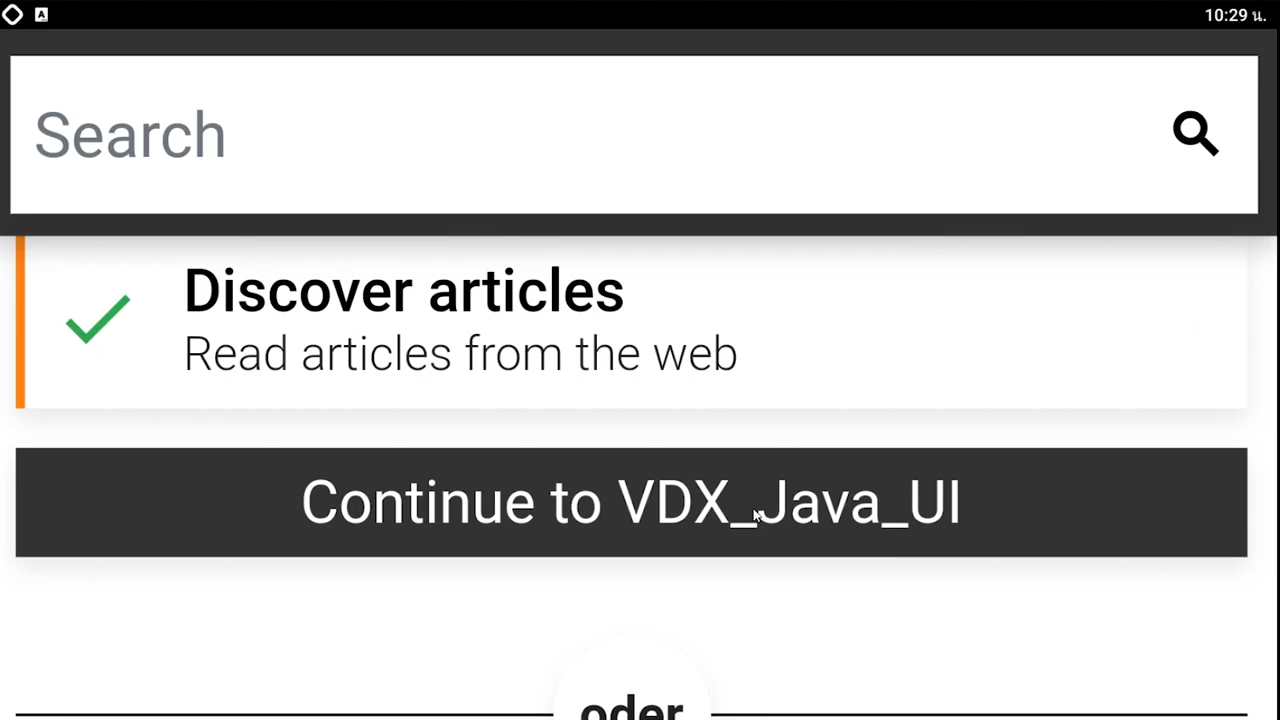 A
10:29 น.
Search
Discover articles
Read articles from the web
Continue to VDX_Java_UI
oder